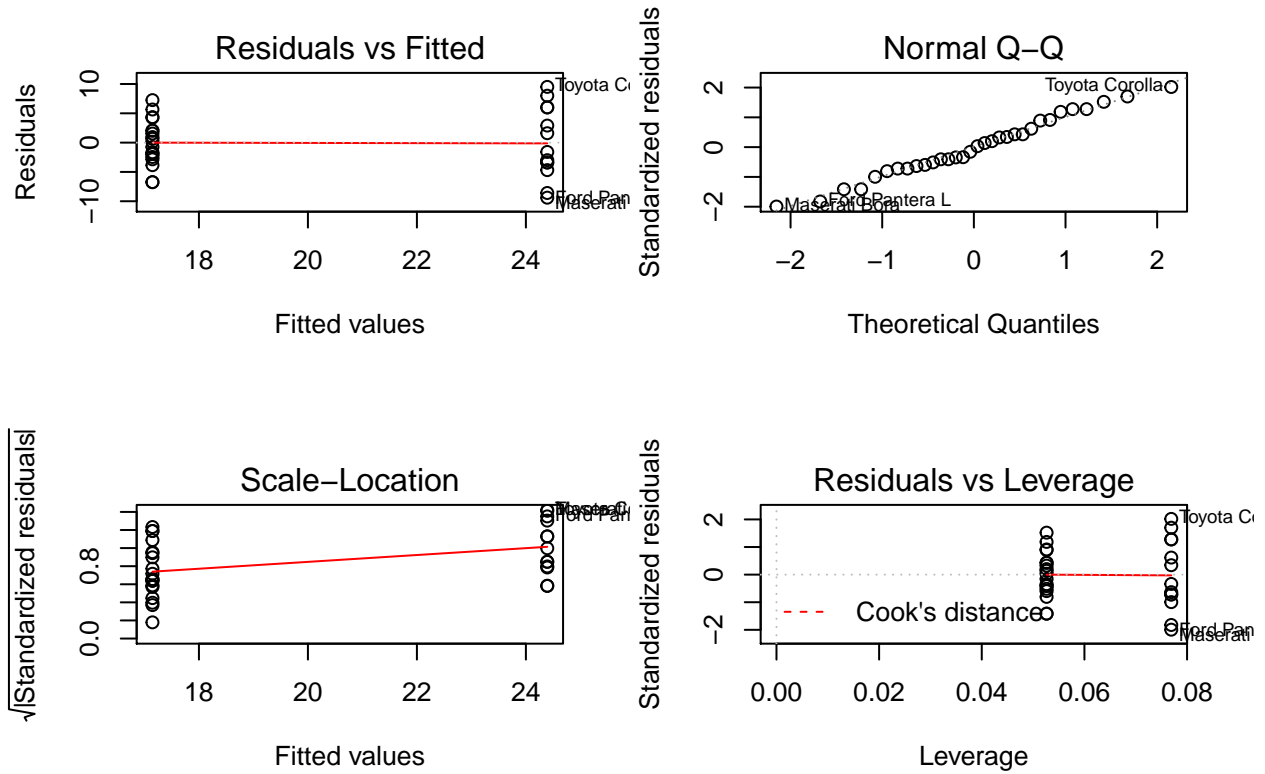 Residuals vs Fitted
Residuals
10
0
−10
Toyota Co
Ford Pan
Maserati
18 20 22 24
Fitted values
Normal Q−Q
Standardized residuals
2
0
−2
Toyota Corolla
Ford Pantera L
Maserati Bora
−2 −1 0 1 2
Theoretical Quantiles
Scale−Location
√|Standardized residuals|
0.8
0.0
Ford Pan
18 20 22 24
Fitted values
Residuals vs Leverage
Standardized residuals
2
0
−2
Toyota Co
Ford Pan
Maserati
Cook's distance
0.00 0.02 0.04 0.06 0.08
Leverage